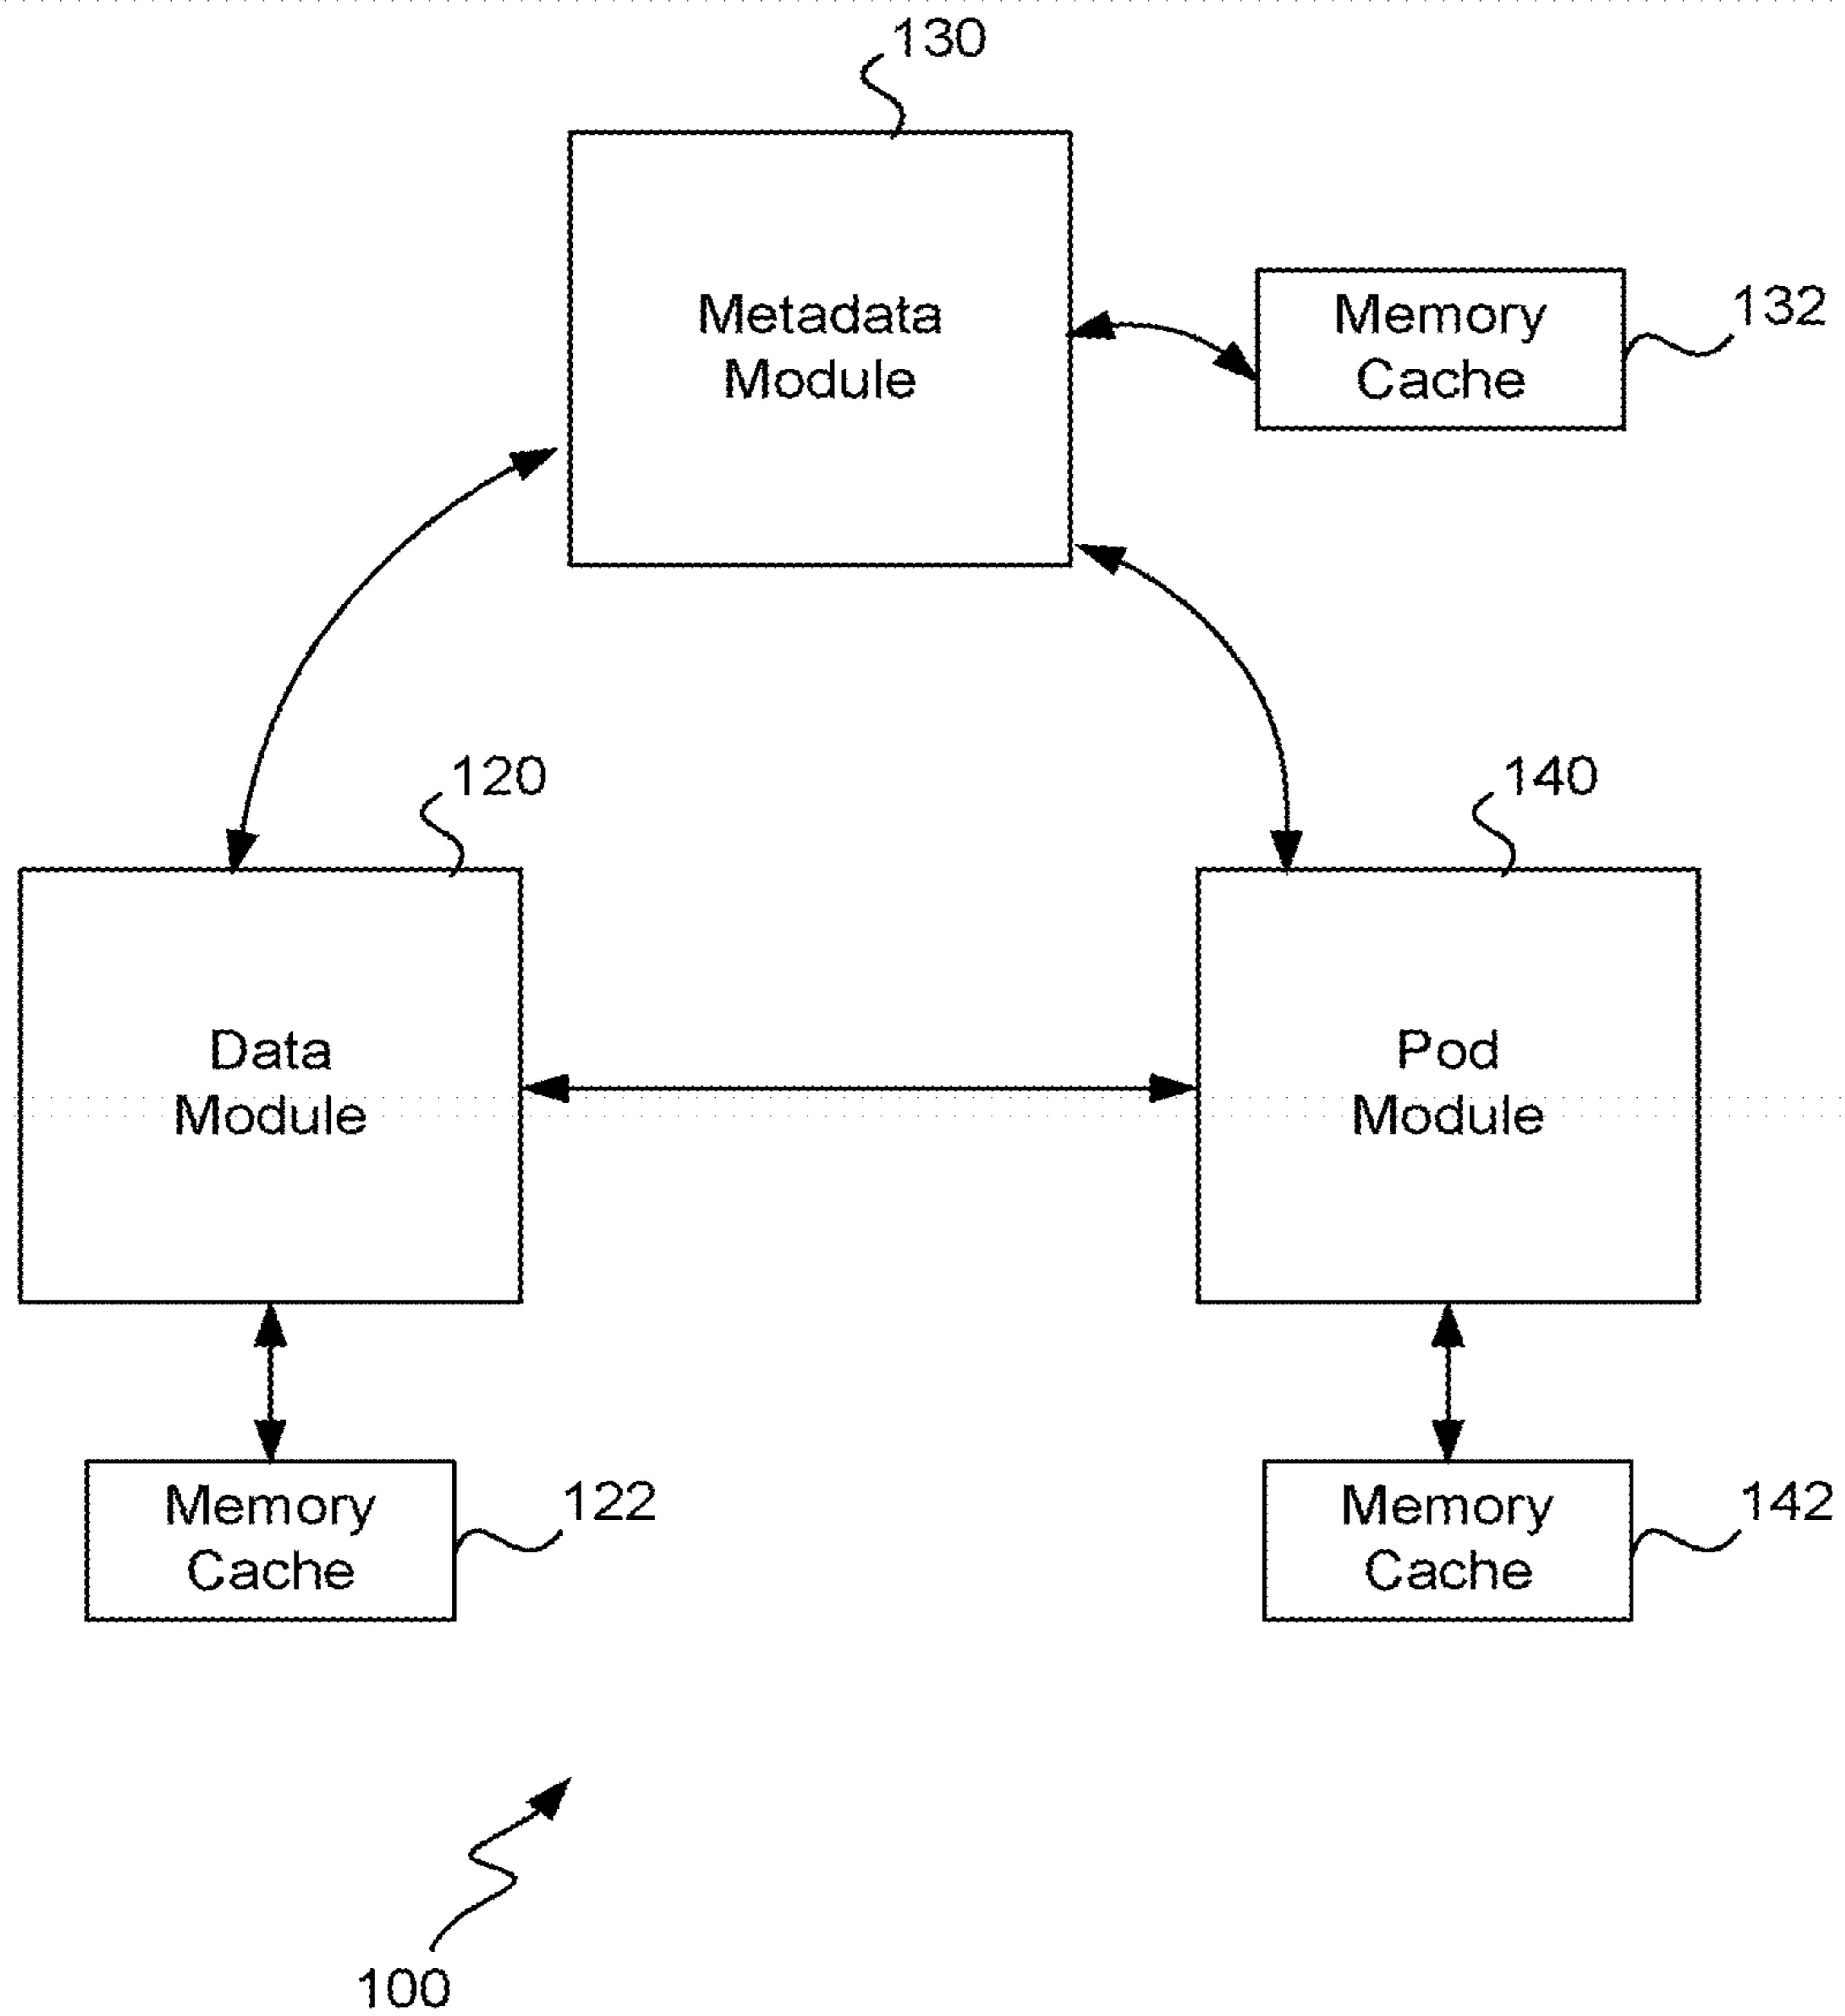 130
Metadata
Module
Memory
Cache
132
120
140
Data
Module
Pod
Module
Memory
Cache
122
Memory
Cache
142
100